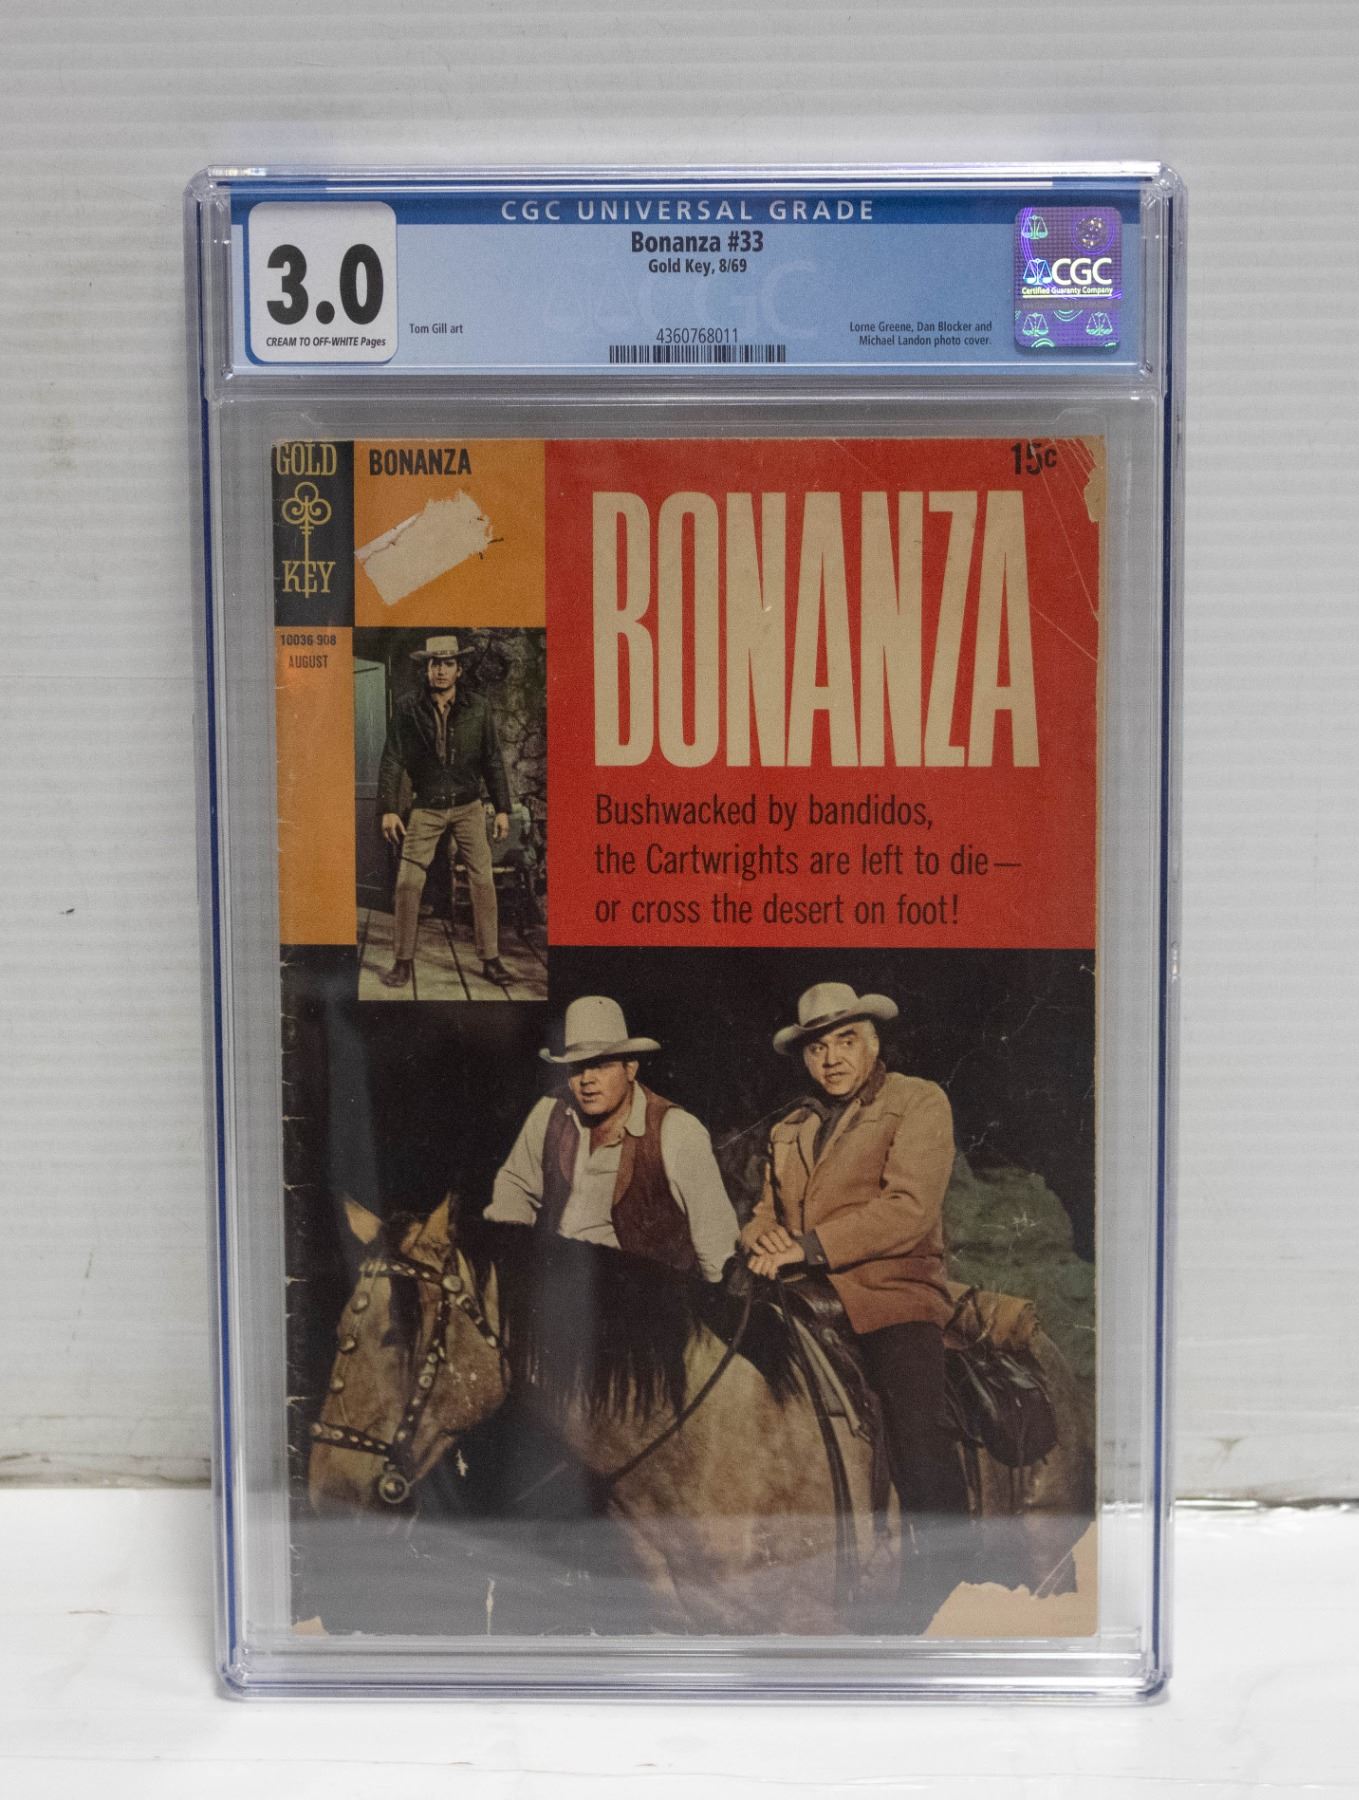 CGC UNIVERSAL GRADE
3.0
CREAM TO OFF-WHITE Pages
Bonanza #33
Gold Key, 8/69
Tom Gill art
4360768011
Lorne Greene, Dan Blocker and
Michael Landon photo cover.
CGC
Certified Guaranty Company
GOLD
KEY
BONANZA
15c
10036 908
AUGUST
BONANZA
Bushwacked by bandidos,
the Cartwrights are left to die—
or cross the desert on foot!